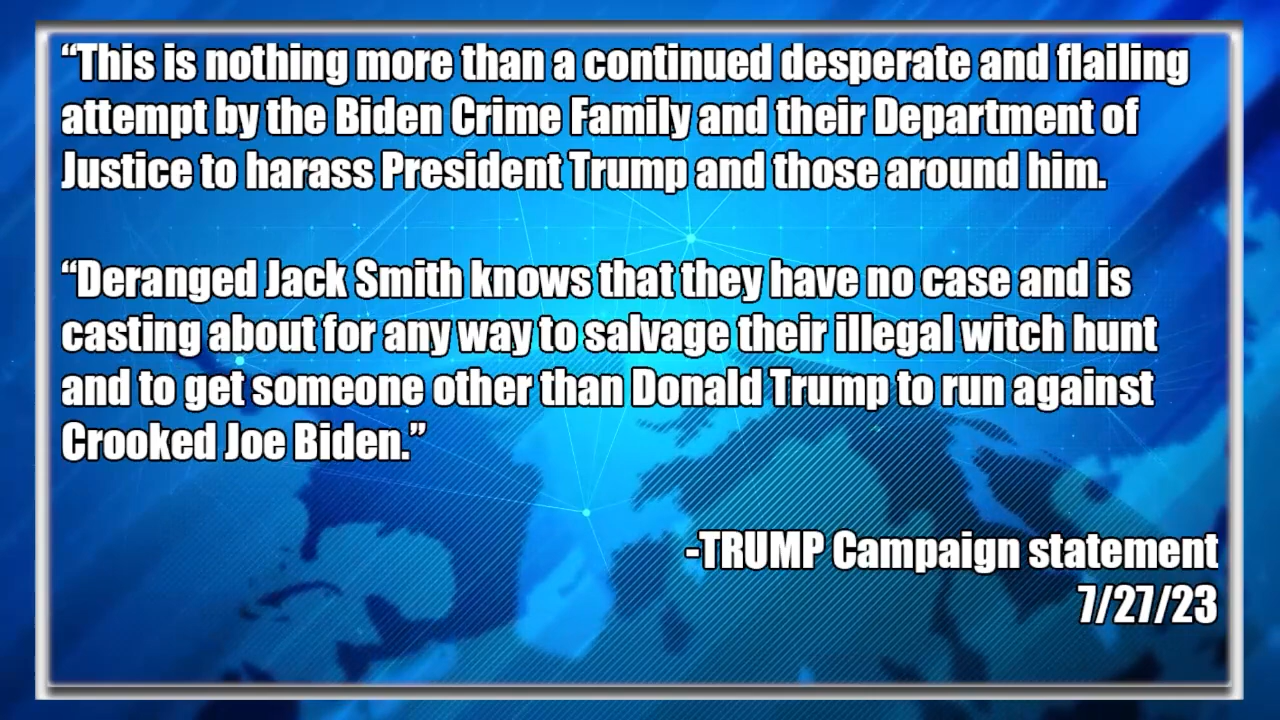 “This is nothing more than a continued desperate and flailing
attempt by the Biden Crime Family and their Department of
Justice to harass President Trump and those around him.
“Deranged Jack Smith knows that they have no case and is
casting about for any way to salvage their illegal witch hunt
and to get someone other than Donald Trump to run against
Crooked Joe Biden.”
-TRUMP Campaign statement
7/27/23